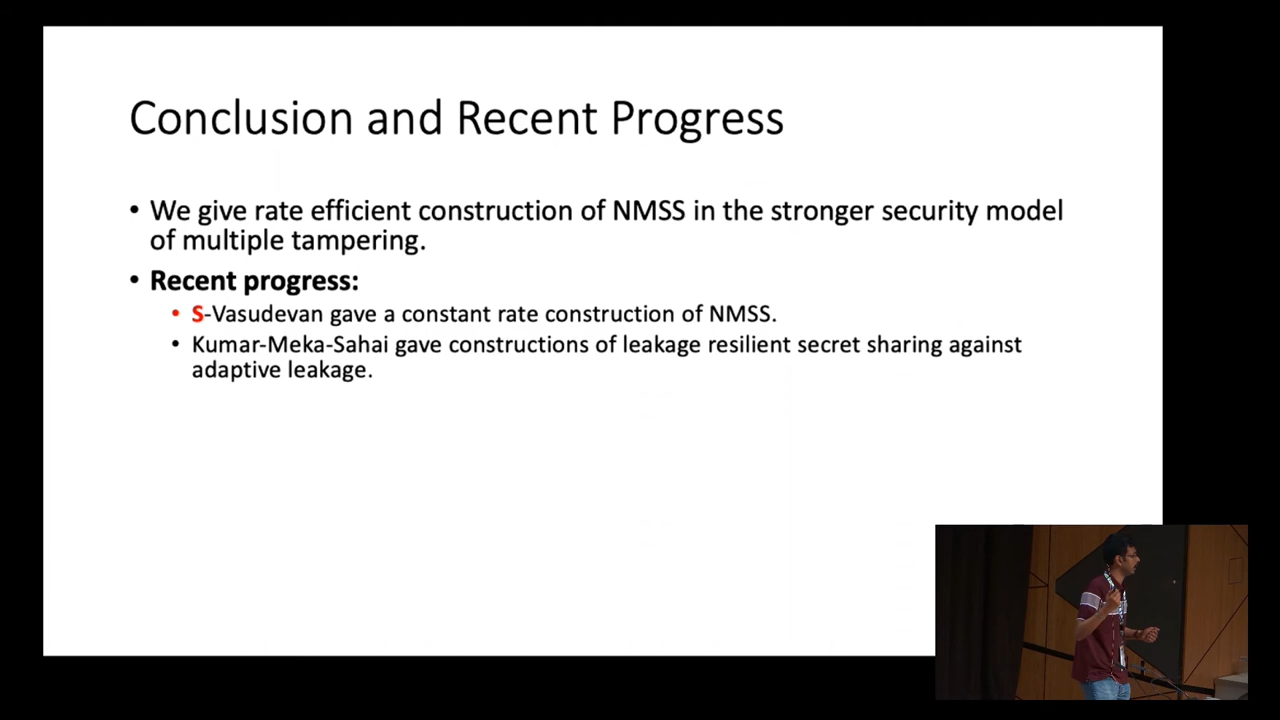 Conclusion and Recent Progress
• We give rate efficient construction of NMSS in the stronger security model
of multiple tampering.
• Recent progress:
• S-Vasudevan gave a constant rate construction of NMSS.
• Kumar-Meka-Sahai gave constructions of leakage resilient secret sharing against
adaptive leakage.